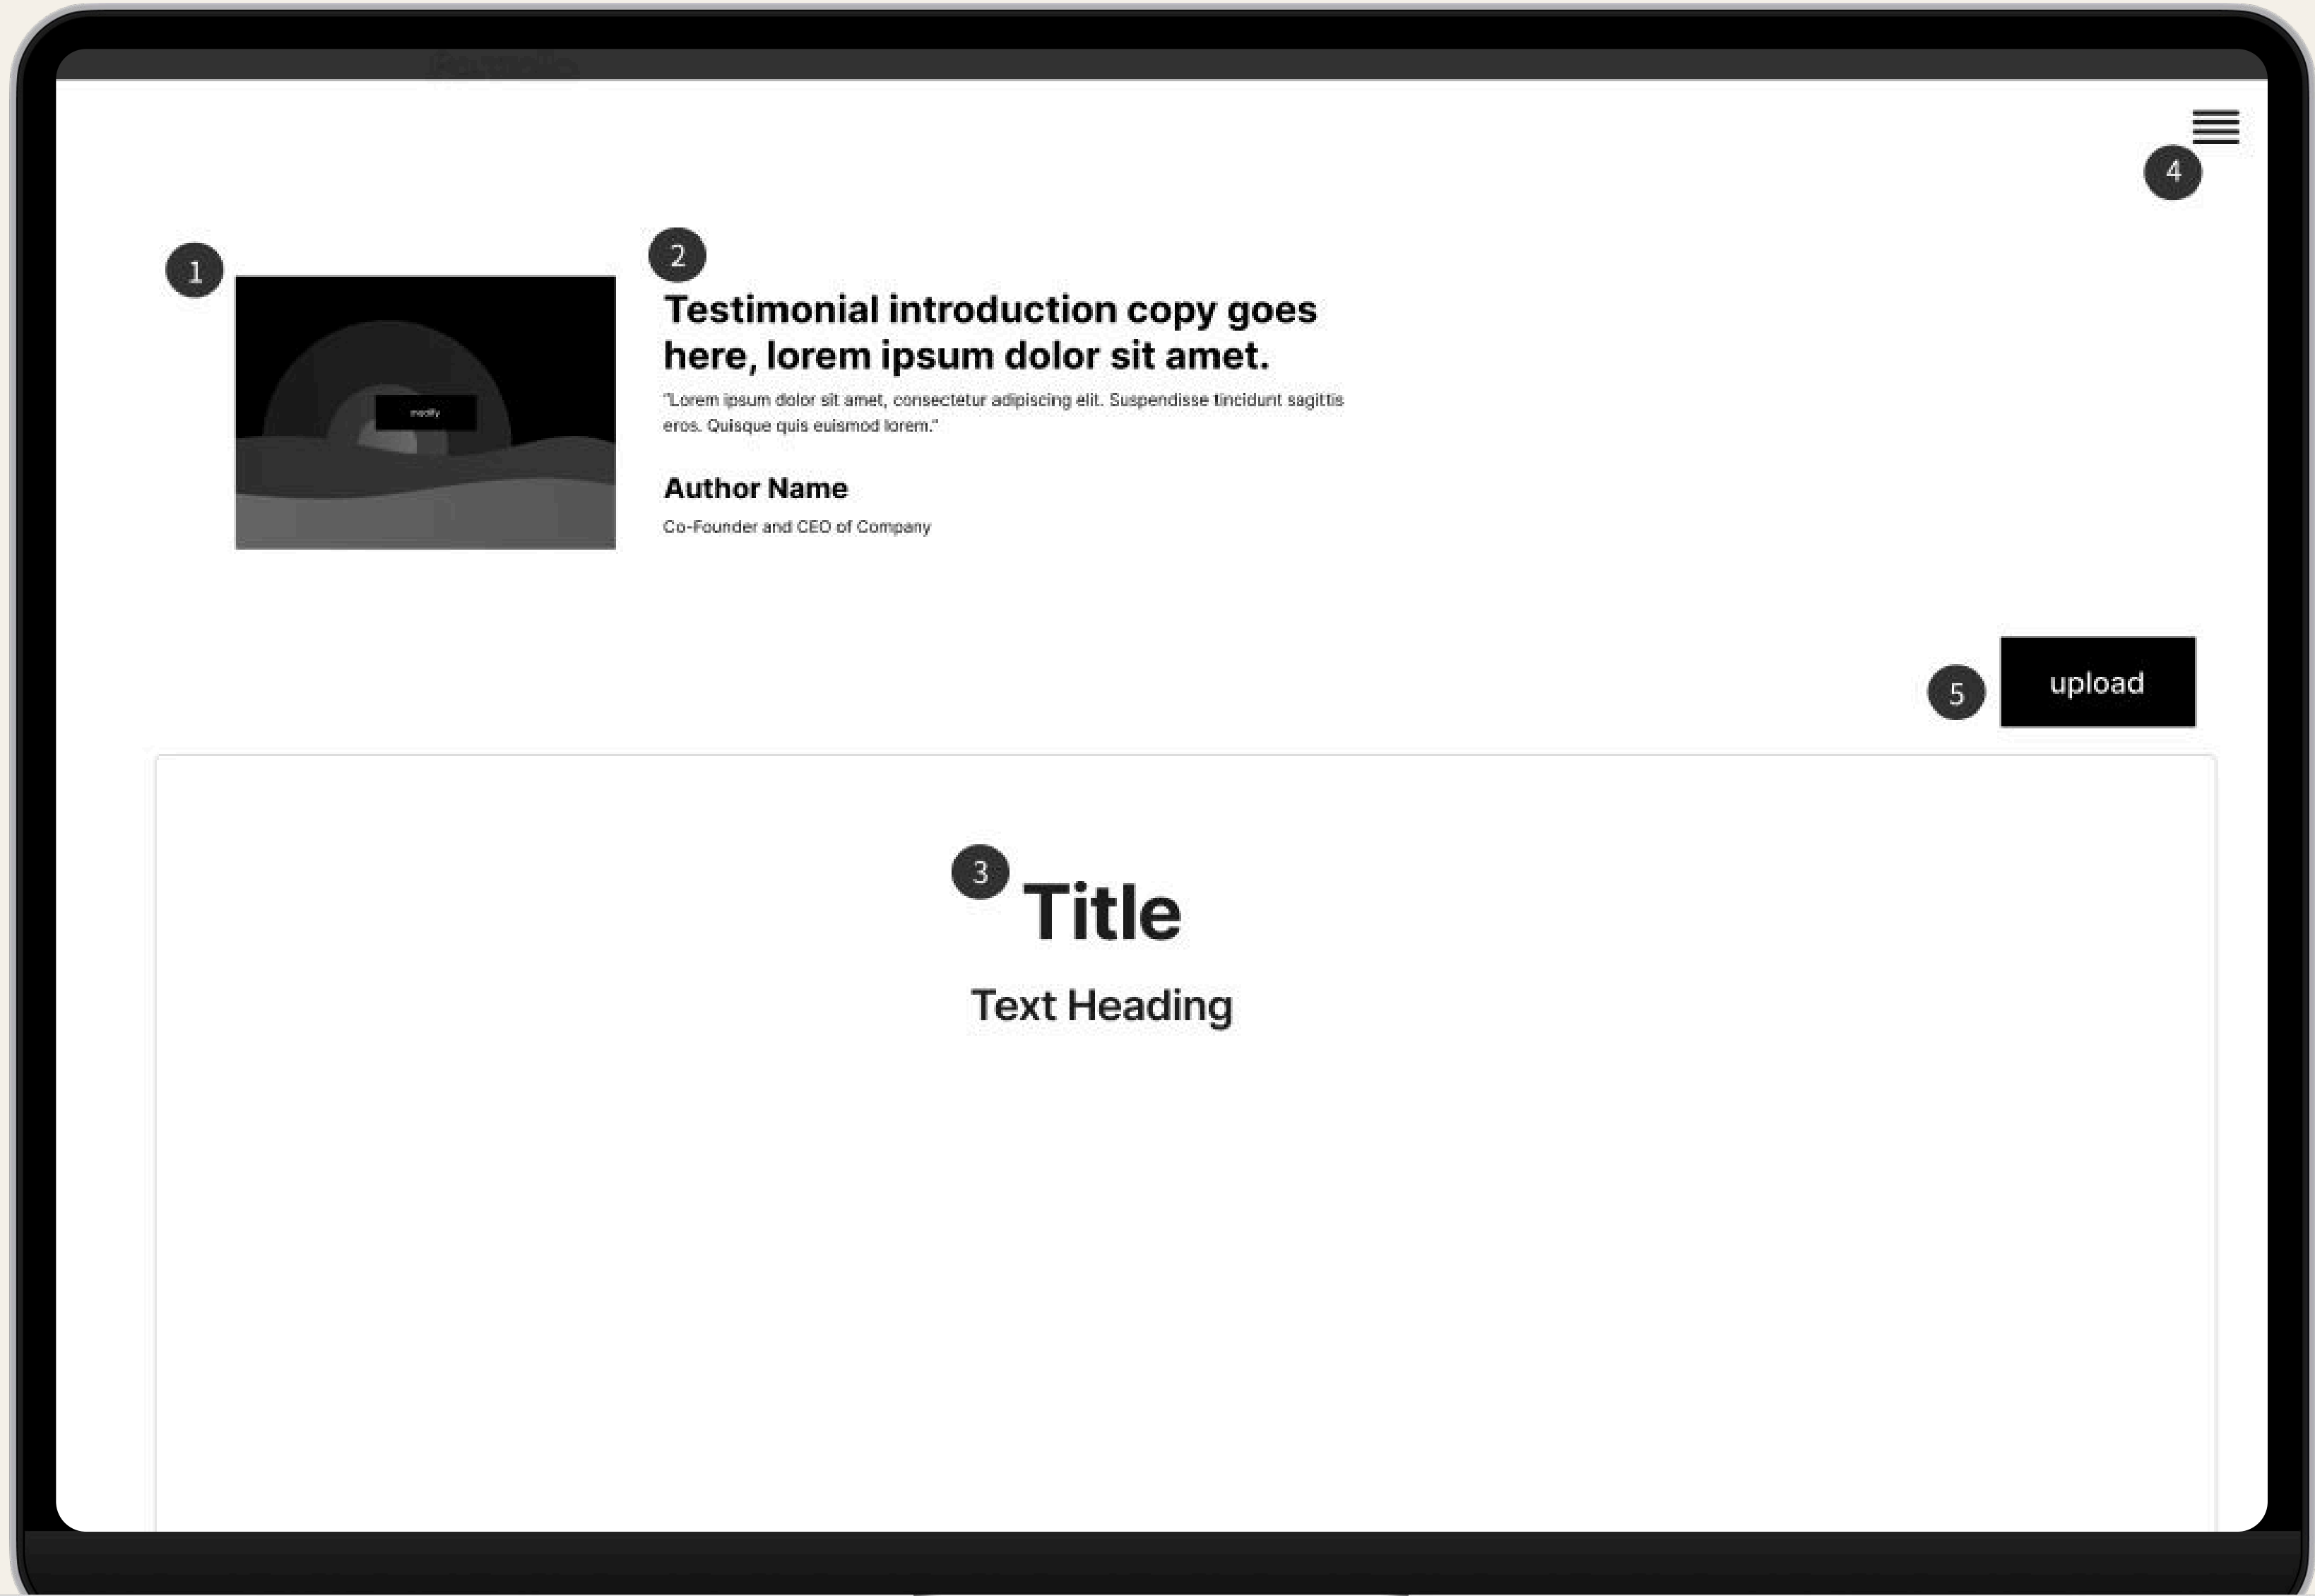 4
1
2
Testimonial introduction copy goes
here, lorem ipsum dolor sit amet.
modify
"Lorem ipsum dolor sit amet, consectetur adipiscing elit. Suspendisse tincidunt sagittis
eros. Quisque quis euismod lorem."
Author Name
Co-Founder and CEO of Company
5
upload
3
Title
Text Heading